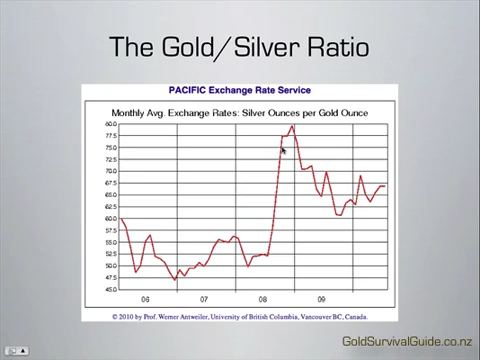 The Gold/Silver Ratio
PACIFIC Exchange Rate Service
Monthly Avg. Exchange Rates: Silver Ounces per Gold Ounce
80.0
77.5
75.0
72.5
70.0
67.5
65.0
62.5
60.0
57.5
55.0
52.5
50.0
47.5
45.0
06 07 08 09
© 2010 by Prof. Werner Antweiler, University of British Columbia, Vancouver BC, Canada.
GoldSurvivalGuide.co.nz